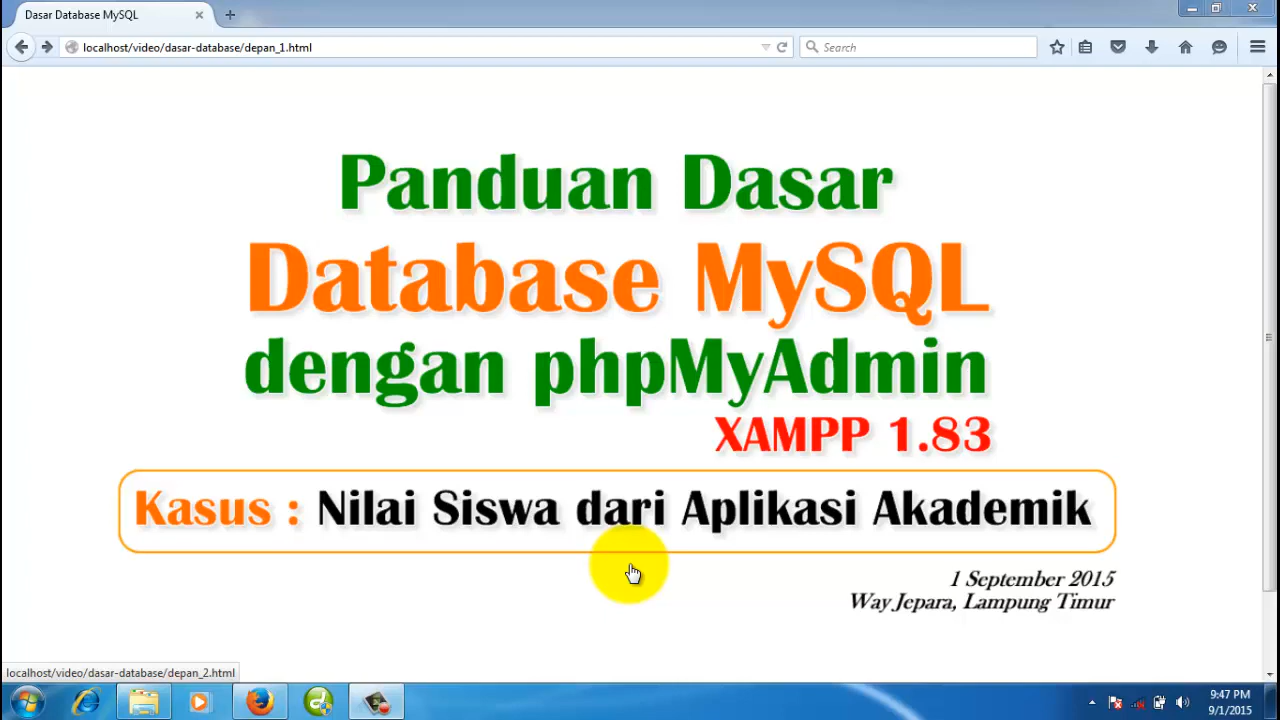 Dasar Database MySQL
localhost/video/dasar-database/depan_1.html
Search
Panduan Dasar
Database MySQL
dengan phpMyAdmin
XAMPP 1.83
Kasus : Nilai Siswa dari Aplikasi Akademik
1 September 2015
Way Jepara, Lampung Timur
localhost/video/dasar-database/depan_2.html
9:47 PM
9/1/2015